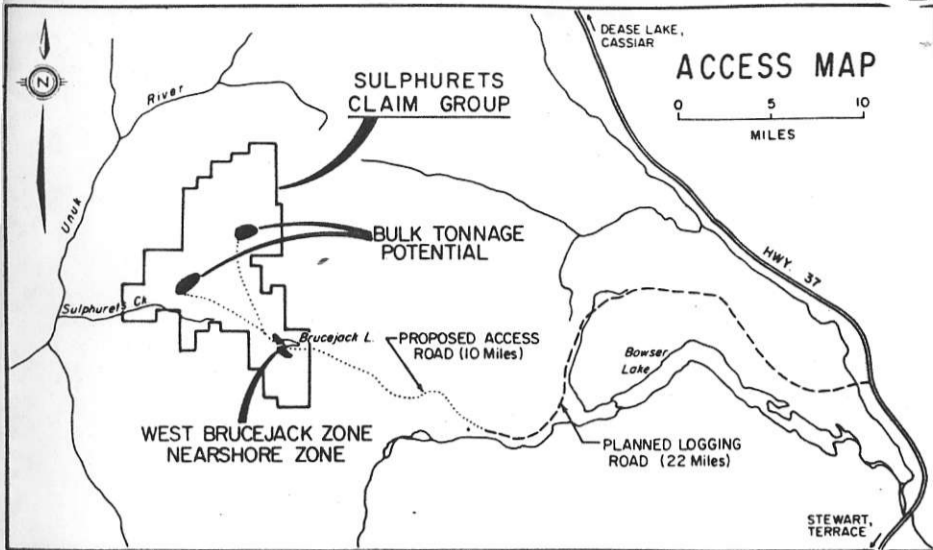 DEASE LAKE,
CASSIAR
ACCESS MAP
0 5 10
MILES
N
River
Unuk
SULPHURETS
CLAIM GROUP
BULK TONNAGE
POTENTIAL
HWY. 37
Sulphurets Ck
Brucejack L.
PROPOSED ACCESS
ROAD (10 Miles)
Bowser
Lake
WEST BRUCEJACK ZONE
NEARSHORE ZONE
PLANNED LOGGING
ROAD (22 Miles)
STEWART,
TERRACE